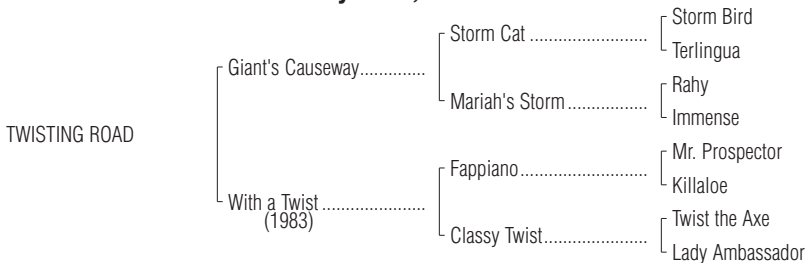 Storm Bird
Storm Cat ..............................
Terlingua
Giant's Causeway..............
Rahy
Mariah's Storm....................
Immense
TWISTING ROAD
Mr. Prospector
Fappiano................................
Killaloe
With a Twist..........................
(1983)
Twist the Axe
Classy Twist..........................
Lady Ambassador